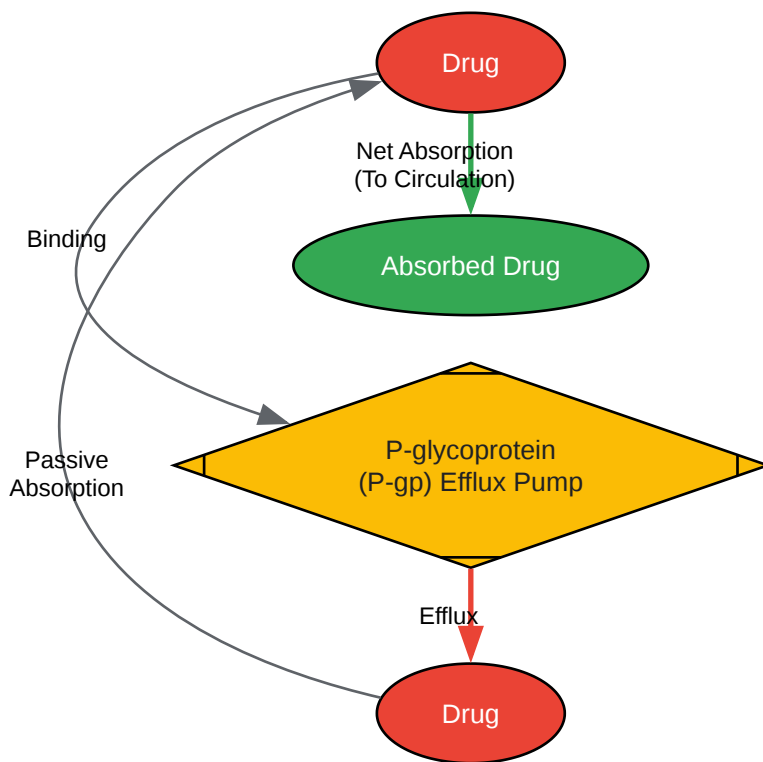 Drug
Net Absorption
(To Circulation)
Binding
Absorbed Drug
P-glycoprotein
(P-gp) Efflux Pump
Passive
Absorption
Efflux
Drug